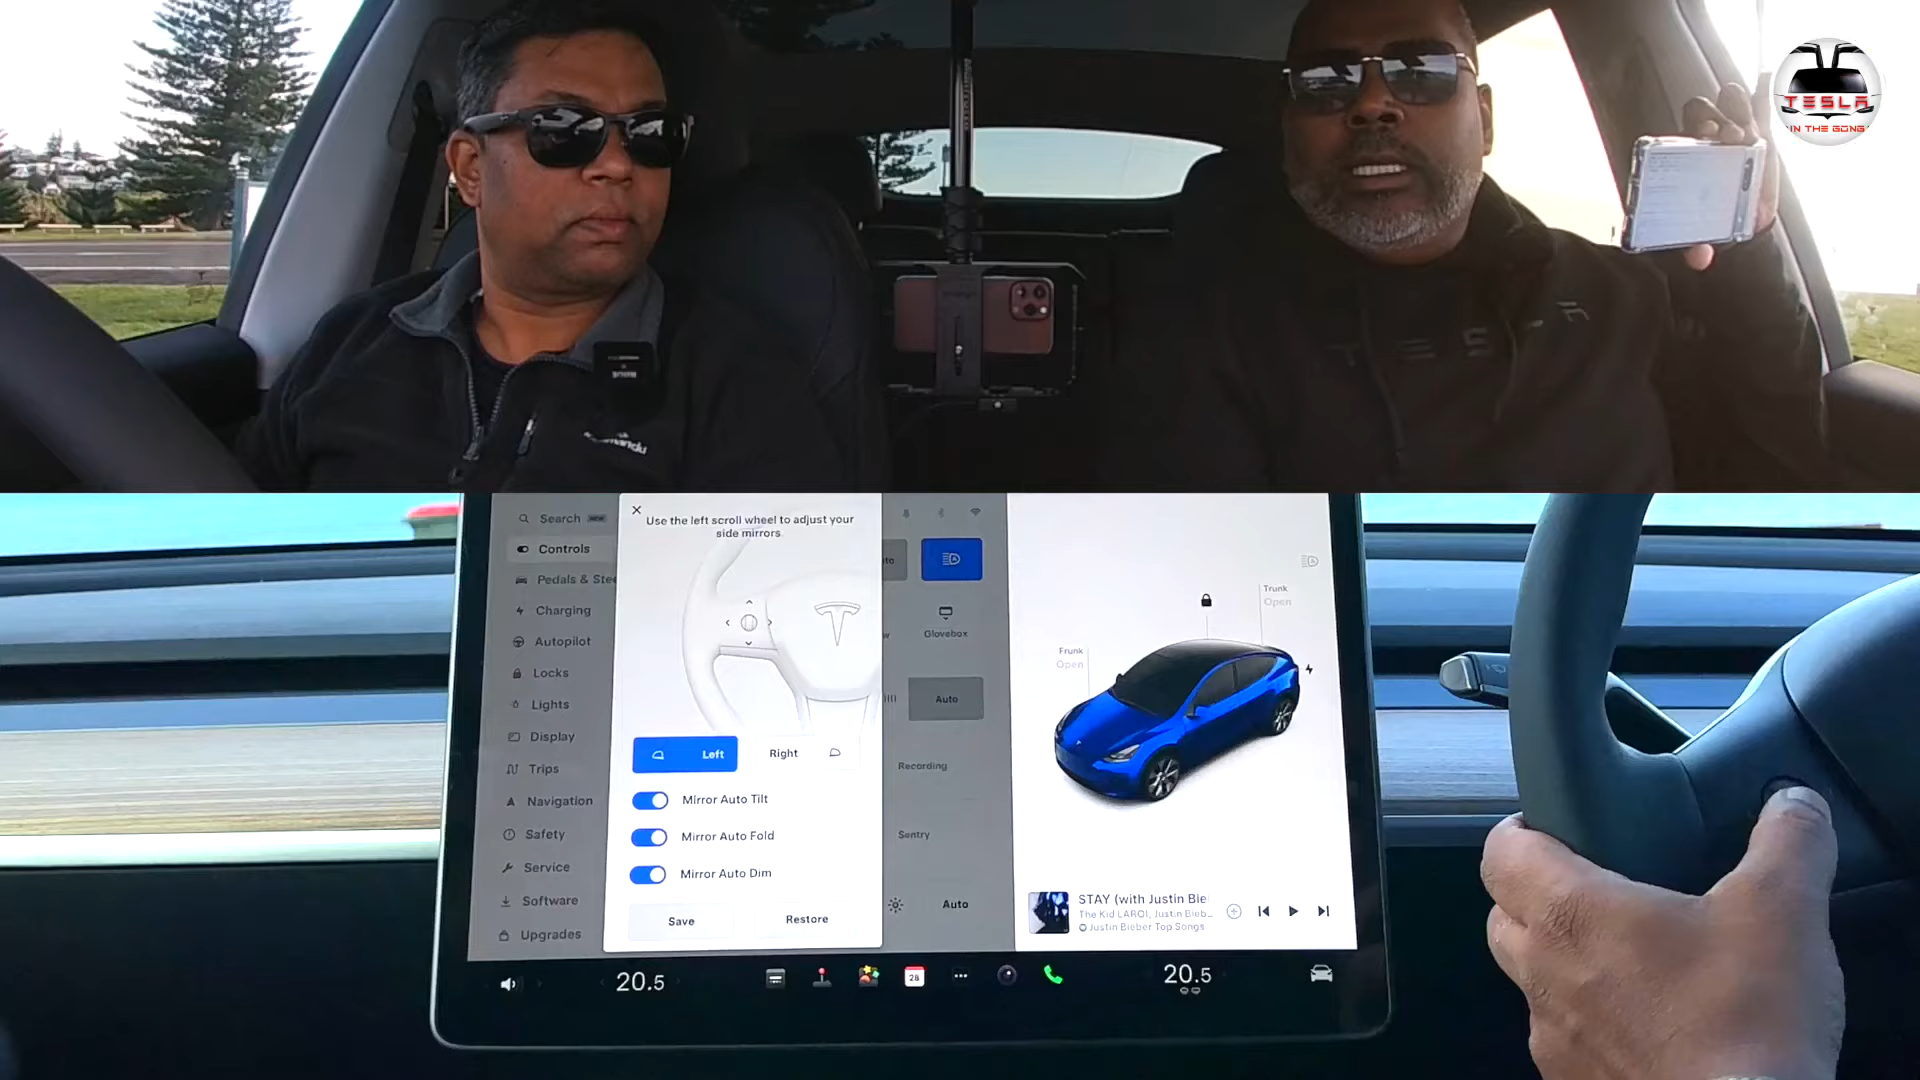 TESLA
IN THE GONG
Search NEW
Controls
Pedals & Stee
Charging
Autopilot
Locks
Lights
Display
Trips
Navigation
Safety
Service
Software
Upgrades
Use the left scroll wheel to adjust your
side mirrors
Left
Right
Mirror Auto Tilt
Mirror Auto Fold
Mirror Auto Dim
Save
Restore
Glovebox
Auto
Recording
Sentry
Auto
Trunk
Open
Frunk
Open
STAY (with Justin Bie
The Kid LAROI, Justin Bieb...
Justin Bieber Top Songs
20.5
28
20.5